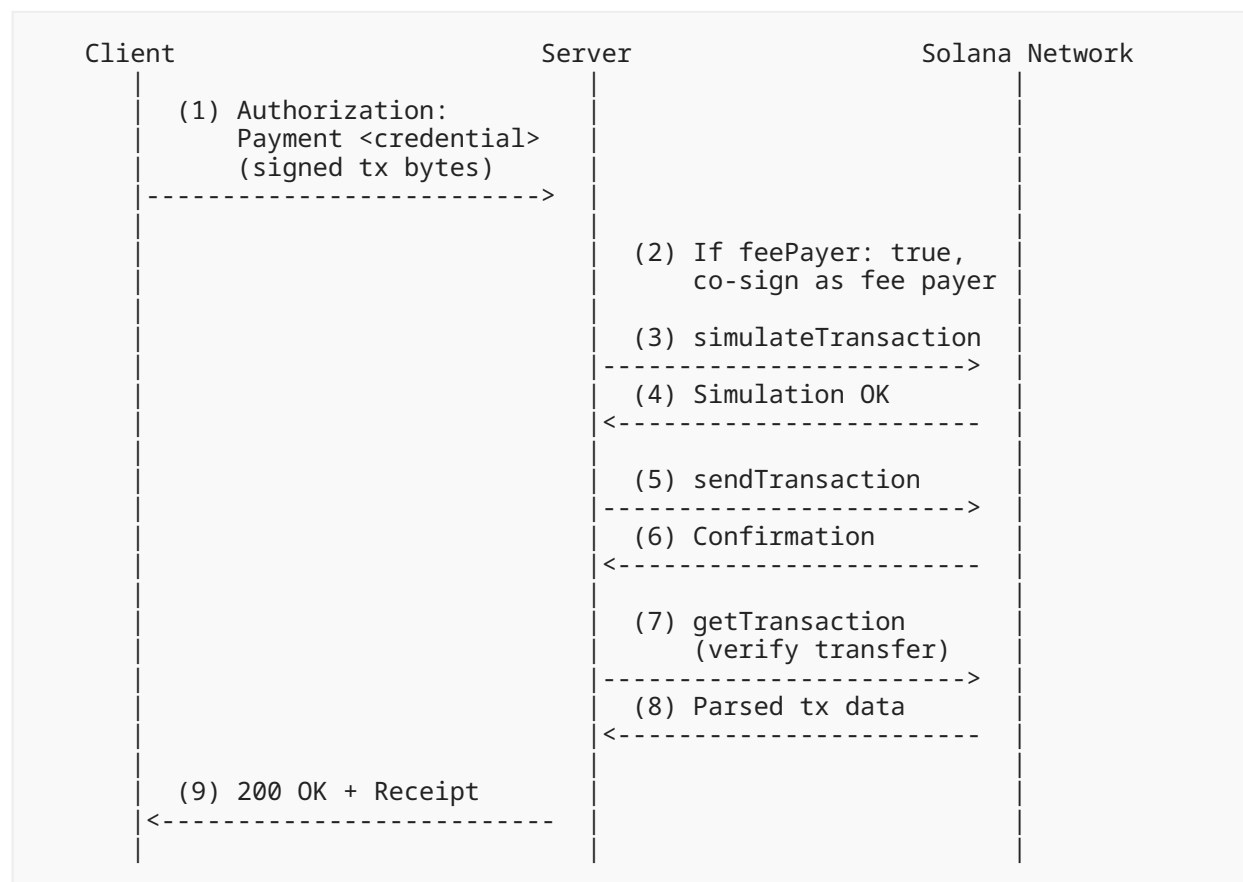 Client Server Solana Network
(1) Authorization:
Payment <credential>
(signed tx bytes)
(2) If feePayer: true,
co-sign as fee payer
(3) simulateTransaction
(4) Simulation OK
(5) sendTransaction
(6) Confirmation
(7) getTransaction
(verify transfer)
(8) Parsed tx data
(9) 200 OK + Receipt